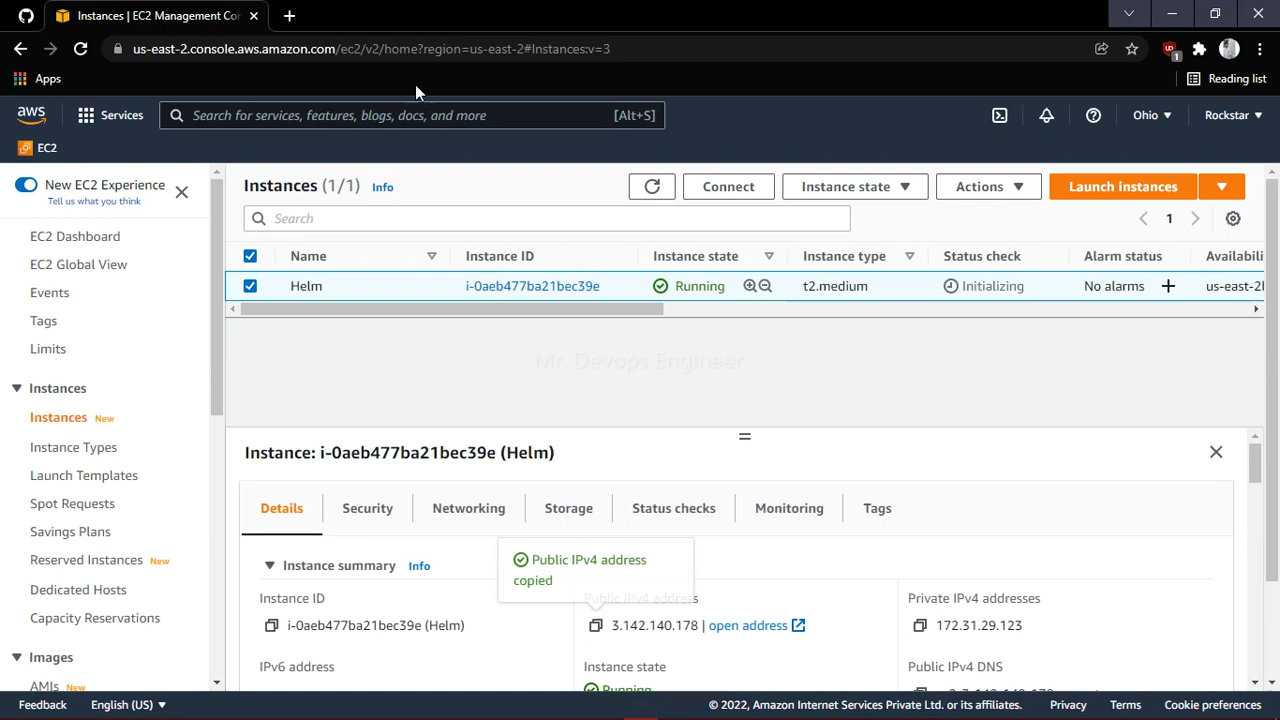 Instances | EC2 Management Con
us-east-2.console.aws.amazon.com/ec2/v2/home?region=us-east-2#Instances:v=3
1
Apps
Reading list
aws
Services
Search for services, features, blogs, docs, and more
[Alt+S]
Ohio
Rockstar
EC2
New EC2 Experience
Tell us what you think
EC2 Dashboard
EC2 Global View
Events
Tags
Limits
Instances
Instances New
Instance Types
Launch Templates
Spot Requests
Savings Plans
Reserved Instances New
Dedicated Hosts
Capacity Reservations
Images
AMIs New
Instances (1/1) Info
Connect
Instance state
Actions
Launch instances
Search
1
Name Instance ID Instance state Instance type Status check Alarm status Availabili
Helm i-0aeb477ba21bec39e Running t2.medium Initializing No alarms + us-east-2
Mr. Devops Engineer
Instance: i-0aeb477ba21bec39e (Helm)
Details Security Networking Storage Status checks Monitoring Tags
Public IPv4 address
copied
Instance summary Info
Instance ID Public IPv4 address Private IPv4 addresses
i-0aeb477ba21bec39e (Helm) 3.142.140.178 | open address 172.31.29.123
IPv6 address Instance state Public IPv4 DNS
Running
Feedback English (US) © 2022, Amazon Internet Services Private Ltd. or its affiliates. Privacy Terms Cookie preferences